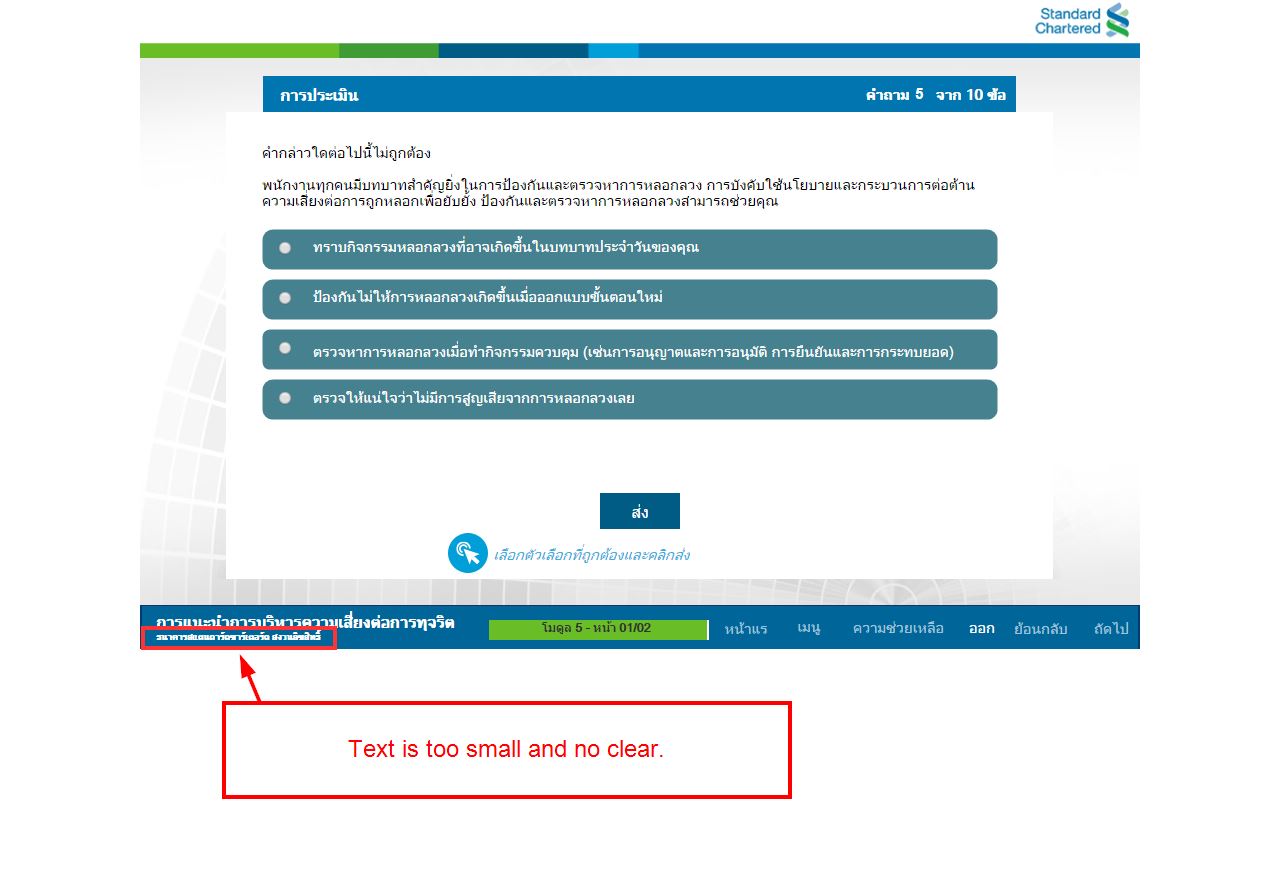 Standard
Chartered
การประเมิน
คำถาม 5 จาก 10 ข้อ
คำกล่าวใดต่อไปนี้ไม่ถูกต้อง
พนักงานทุกคนมีบทบาทสำคัญยิ่งในการป้องกันและตรวจหาการหลอกลวง การบังคับใช้นโยบายและกระบวนการต่อต้าน
ความเสี่ยงต่อการถูกหลอกเพื่อยับยั้ง ป้องกันและตรวจหาการหลอกลวงสามารถช่วยคุณ
ทราบกิจกรรมหลอกลวงที่อาจเกิดขึ้นในบทบาทประจำวันของคุณ
ป้องกันไม่ให้การหลอกลวงเกิดขึ้นเมื่อออกแบบขั้นตอนใหม่
ตรวจหาการหลอกลวงเมื่อทำกิจกรรมควบคุม (เช่นการอนุญาตและการอนุมัติ การยืนยันและการกระทบยอด)
ตรวจให้แน่ใจว่าไม่มีการสูญเสียจากการหลอกลวงเลย
ส่ง
เลือกตัวเลือกที่ถูกต้องและคลิกส่ง
การแนะนำการบริหารความเสี่ยงต่อการทุจริต
โมดูล 5 - หน้า 01/02
หน้าแร
เมนู
ความช่วยเหลือ
ออก
ย้อนกลับ
ถัดไป
Text is too small and no clear.